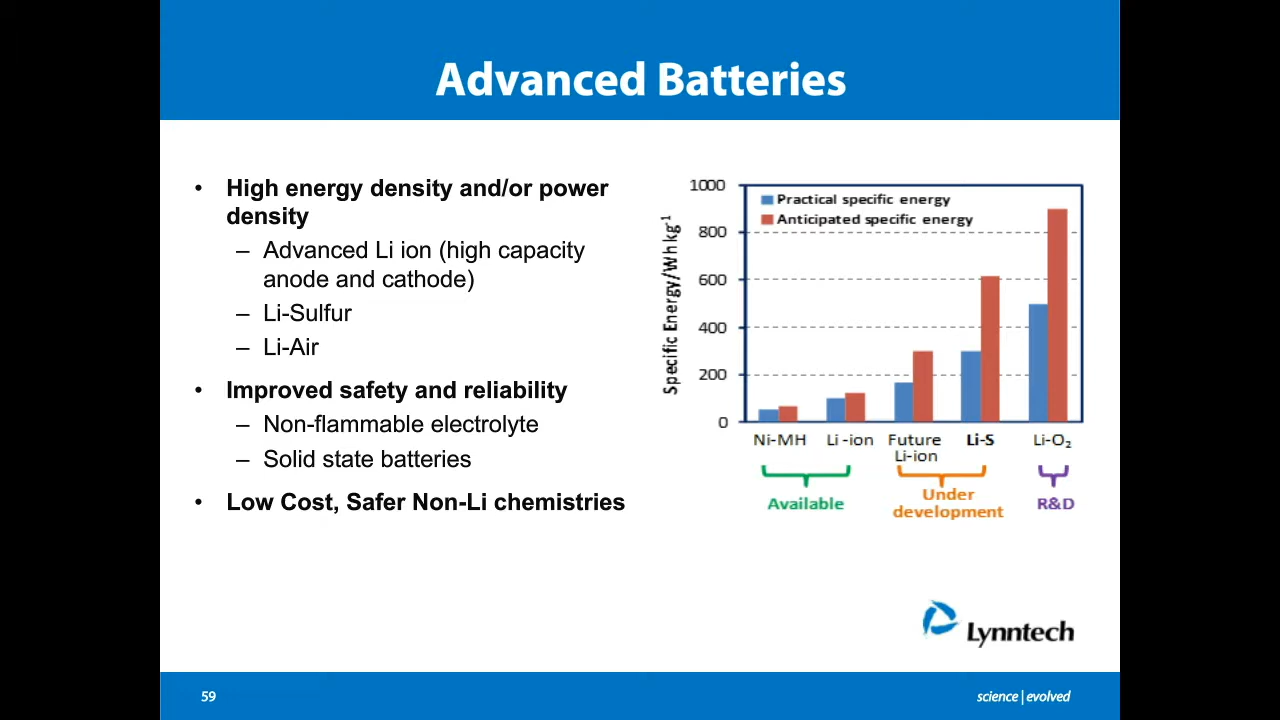 Advanced Batteries
• High energy density and/or power
density
– Advanced Li ion (high capacity
anode and cathode)
– Li-Sulfur
– Li-Air
• Improved safety and reliability
– Non-flammable electrolyte
– Solid state batteries
• Low Cost, Safer Non-Li chemistries
Specific Energy/Wh kg-1
1000
800
600
400
200
0
Practical specific energy
Anticipated specific energy
Ni-MH
Li -ion
Future
Li-ion
Li-S
Li-O₂
Available
Under
development
R&D
Lynntech
59
science | evolved